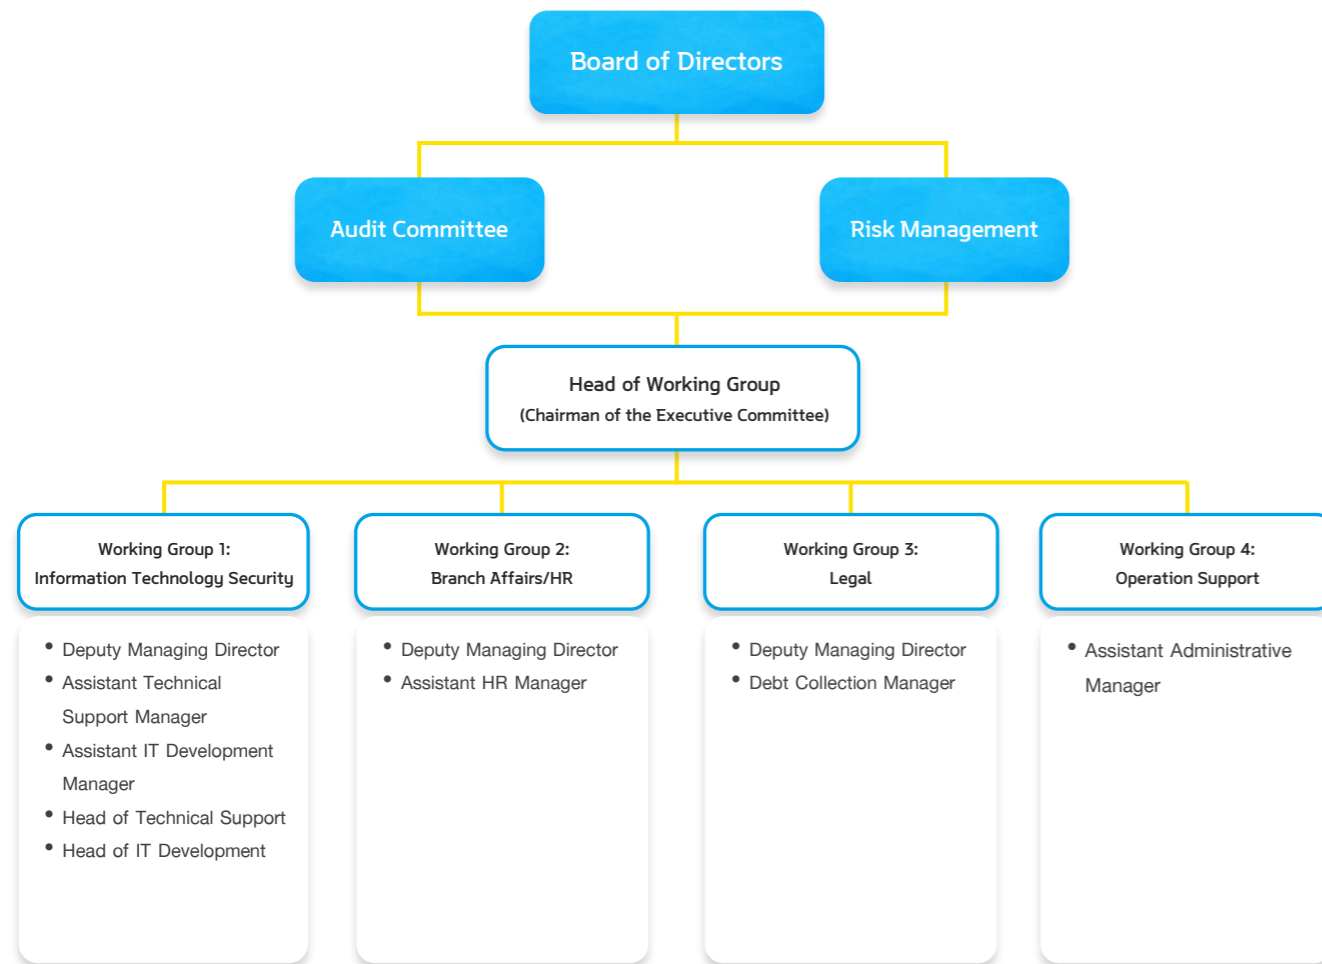 Board of Directors
Audit Committee
Risk Management
Head of Working Group
(Chairman of the Executive Committee)
Working Group 1:
Information Technology Security
• Deputy Managing Director
• Assistant Technical
Support Manager
• Assistant IT Development
Manager
• Head of Technical Support
• Head of IT Development
Working Group 2:
Branch Affairs/HR
• Deputy Managing Director
• Assistant HR Manager
Working Group 3:
Legal
• Deputy Managing Director
• Debt Collection Manager
Working Group 4:
Operation Support
• Assistant Administrative
Manager